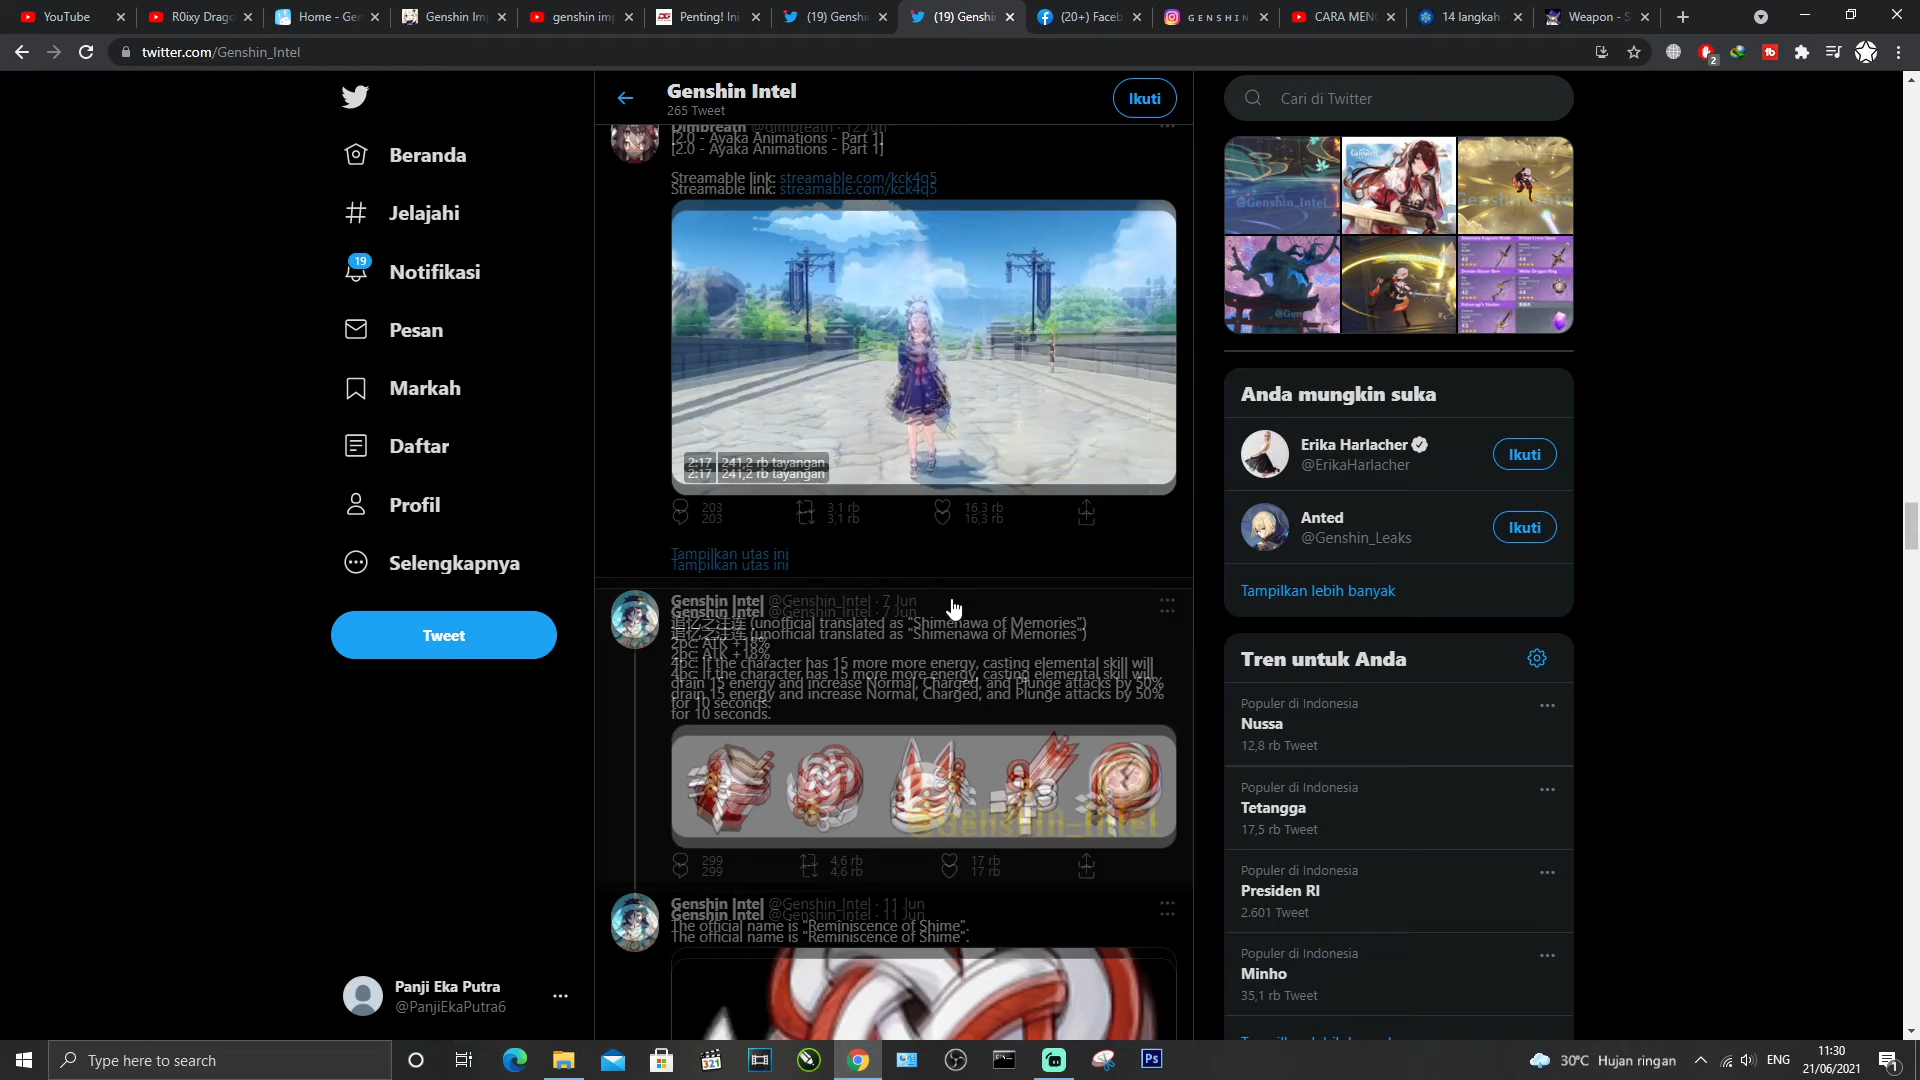 YouTube
R0ixy Drago
Home - Gen
Genshin Im
genshin imp
Penting! Ini
(19) Genshi
(19) Genshi
(20+) Faceb
G E N S H I N
CARA MEN
14 langkah
Weapon - S
twitter.com/Genshin_Intel
2
Genshin Intel
265 Tweet
Ikuti
Cari di Twitter
Beranda
Jelajahi
19
Notifikasi
Pesan
Markah
Daftar
Profil
Selengkapnya
Tweet
Panji Eka Putra
@PanjiEkaPutra6
Dimbreath @dimbreath · 12 Jun
[2.0 - Ayaka Animations - Part 1]
Streamable link: streamable.com/kck4q5
2:17 241,2 rb tayangan
203 3,1 rb 16,3 rb
Tampilkan utas ini
Genshin Intel @Genshin_Intel · 7 Jun
追忆之注连 (unofficial translated as "Shimenawa of Memories")
2pc: ATK +18%
4pc: If the character has 15 more more energy, casting elemental skill will
drain 15 energy and increase Normal, Charged, and Plunge attacks by 50%
for 10 seconds.
@Genshin_Intel
299 4,6 rb 17 rb
Genshin Intel @Genshin_Intel · 11 Jun
The official name is "Reminiscence of Shime".
@Genshin_Intel
Anda mungkin suka
Erika Harlacher
@ErikaHarlacher
Ikuti
Anted
@Genshin_Leaks
Ikuti
Tampilkan lebih banyak
Tren untuk Anda
Populer di Indonesia
Nussa
12,8 rb Tweet
Populer di Indonesia
Tetangga
17,5 rb Tweet
Populer di Indonesia
Presiden RI
2.601 Tweet
Populer di Indonesia
Minho
35,1 rb Tweet
Type here to search
321
Ps
30°C Hujan ringan
ENG
11:30
21/06/2021
1